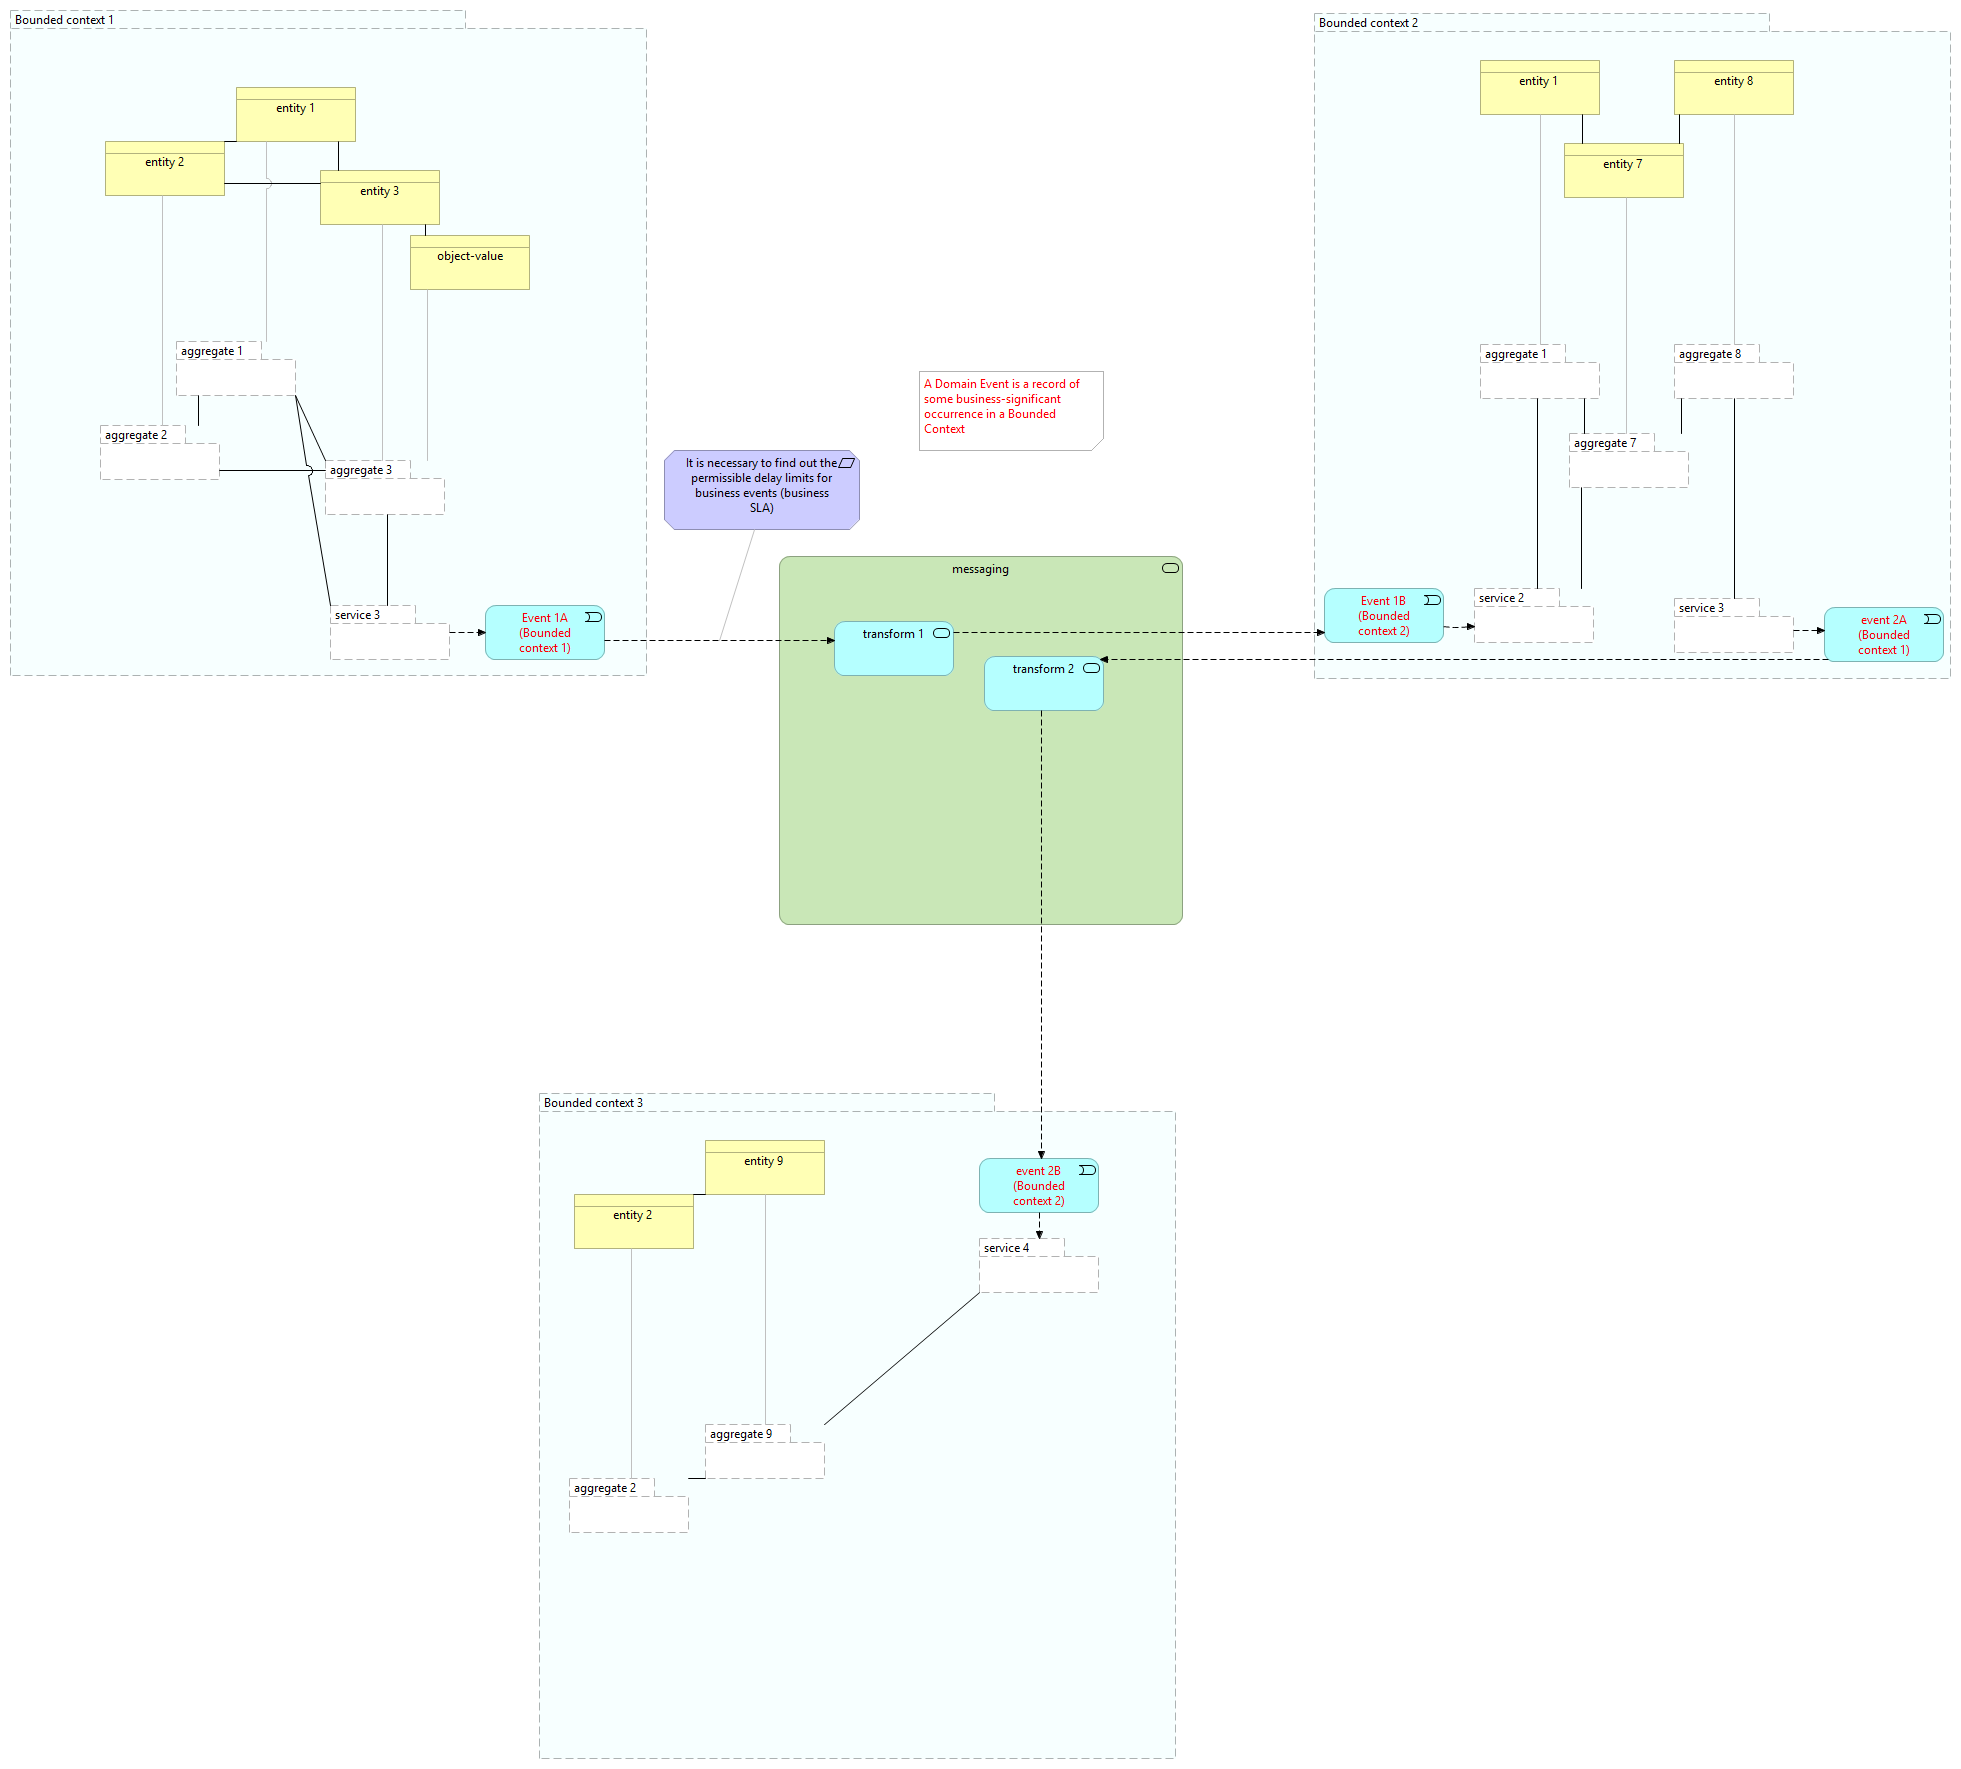 Bounded context 1
entity 1
entity 2
entity 3
object-value
aggregate 1
aggregate 2
aggregate 3
service 3
Event 1A
(Bounded
context 1)
It is necessary to find out the
permissible delay limits for
business events (business
SLA)
A Domain Event is a record of
some business-significant
occurrence in a Bounded
Context
messaging
transform 1
transform 2
Bounded context 2
entity 1
entity 8
entity 7
aggregate 1
aggregate 8
aggregate 7
Event 1B
(Bounded
context 2)
service 2
service 3
event 2A
(Bounded
context 1)
Bounded context 3
entity 9
entity 2
event 2B
(Bounded
context 2)
service 4
aggregate 9
aggregate 2